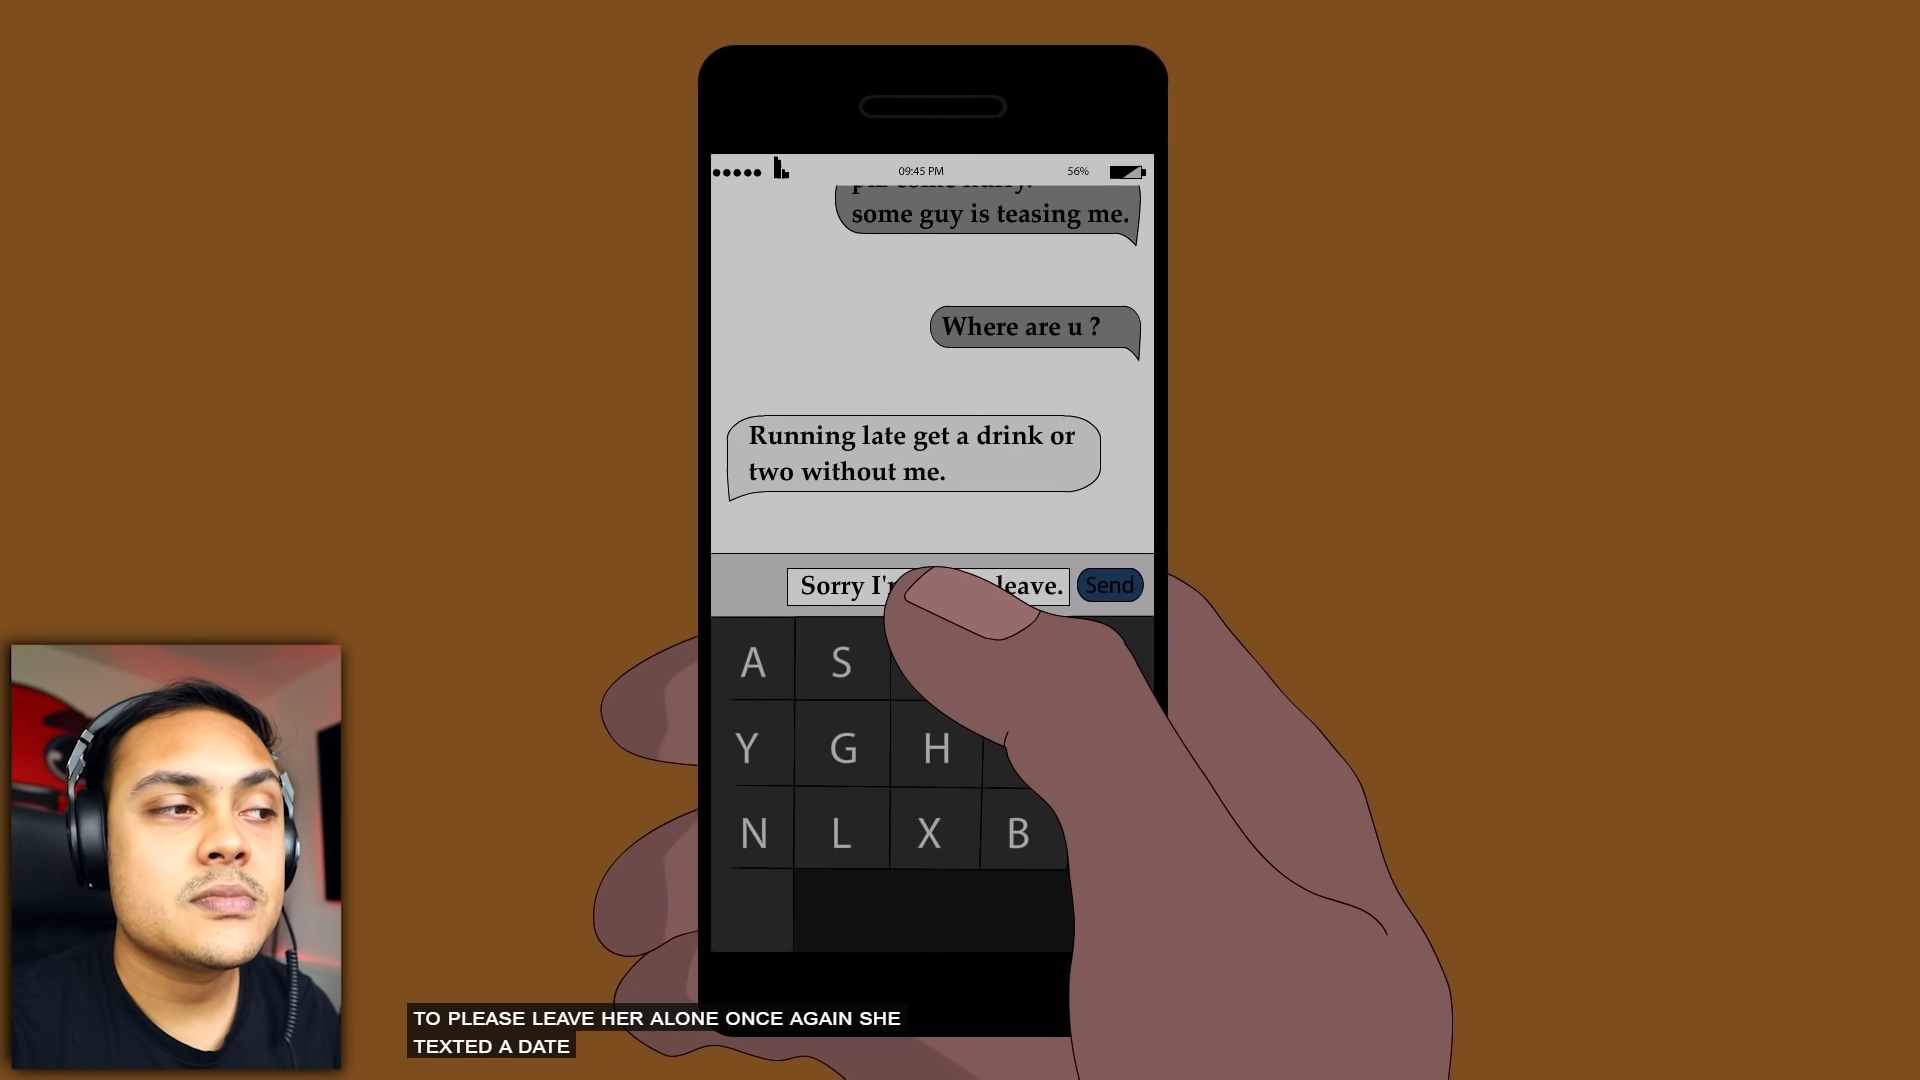 09:45 PM 56%
some guy is teasing me.
Where are u ?
Running late get a drink or
two without me.
Sorry leave.
Send
A S
Y G H
N L X B
TO PLEASE LEAVE HER ALONE ONCE AGAIN SHE
TEXTED A DATE